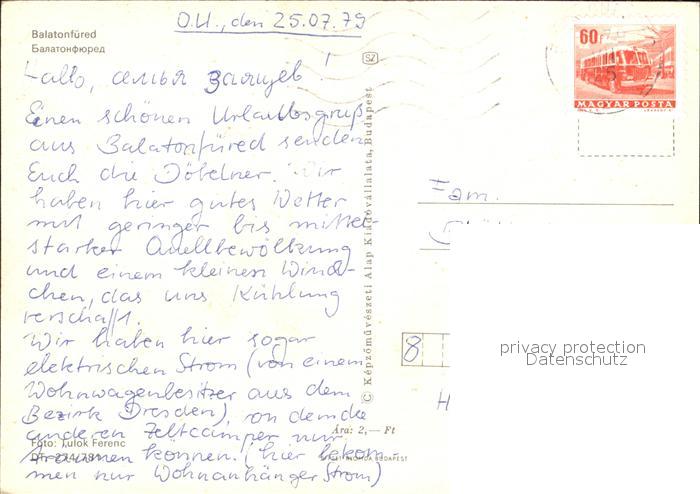 O.U., den 25.07.79
Balatonfüred
Балатонфюред
60f
MAGYAR POSTA
SZ
Hallo, семья Заяцев!
Einen schönen Urlaubsgruß
aus Balatonfüred senden
Euch die Döbelner. Wir
haben hier gutes Wetter
mit geringer bis mittel-
starker Quellbewölkung
und einem kleinen Wind-
chen, das uns Kühlung
verschafft.
Wir haben hier sogar
elektrischen Strom (von einem
Wohnwagenbesitzer aus dem
Bezirk Dresden), von dem die
anderen Zeltcamper nur
träumen können. (hier bekom-
men nur Wohnanhänger Strom)
Foto: Tulok Ferenc
© Képzőművészeti Alap Kiadóvállalata, Budapest
Ára: 2,— Ft
Fam.
8
privacy protection
Datenschutz
H